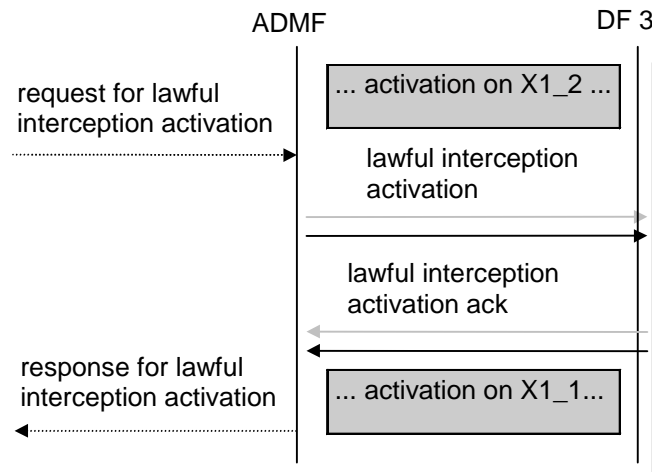 ADMF
DF 3
... activation on X1_2 ...
request for lawful
interception activation
lawful interception
activation
lawful interception
activation ack
response for lawful
interception activation
... activation on X1_1...